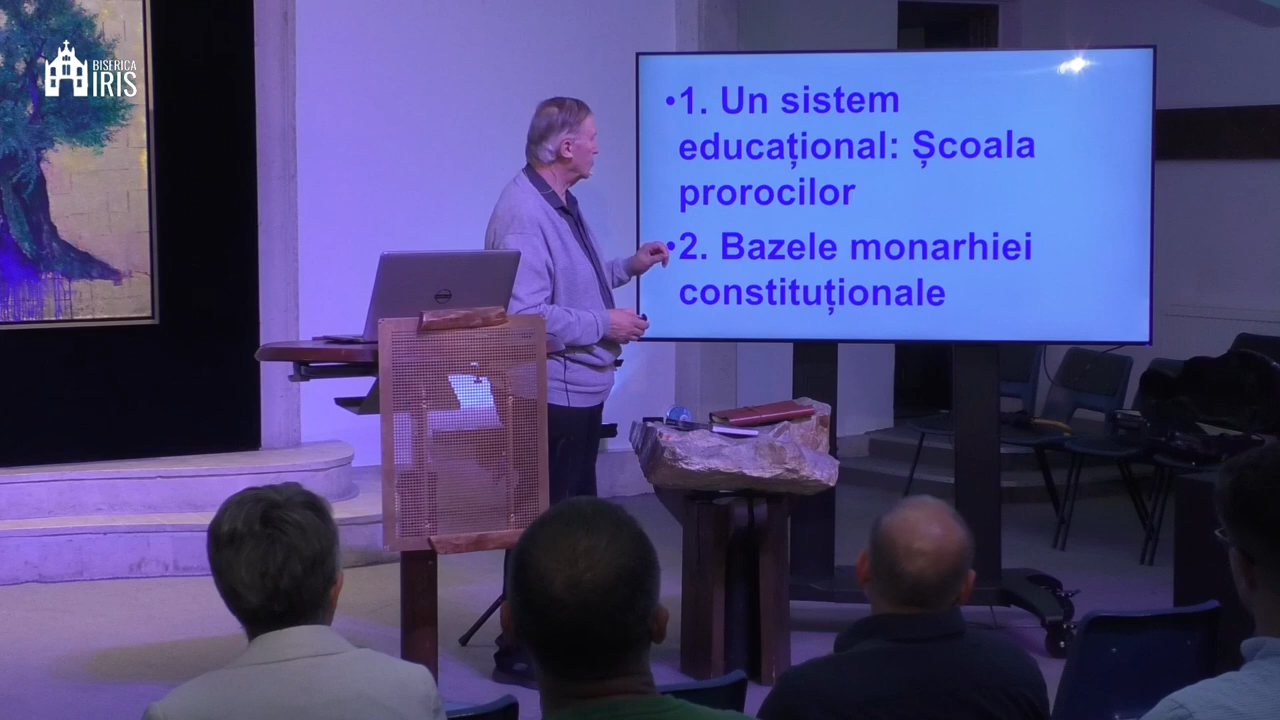 BISERICA
IRIS
•1. Un sistem
educațional: Școala
prorocilor
•2. Bazele monarhiei
constituționale